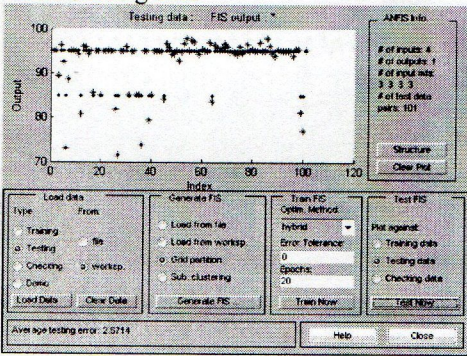 Testing data : . FIS output : *
100
90
80
70
Output
0 20 40 60 80 100 120
Index
ANFIS Info.
# of inputs: 4
# of outputs: 1
# of input mfs:
3 3 3 3
# of test data
pairs: 101
Structure
Clear Plot
Load data
Type From:
Training
Testing
Checking
Demo
file
worksp.
Load Data Clear Data
Generate FIS
Load from file
Load from worksp.
Grid partition
Sub. clustering
Generate FIS
Train FIS
Optim. Method:
hybrid
Error Tolerance:
0
Epochs:
20
Train Now
Test FIS
Plot against:
Training data
Testing data
Checking data
Test Now
Average testing error: 2.5714
Help Close